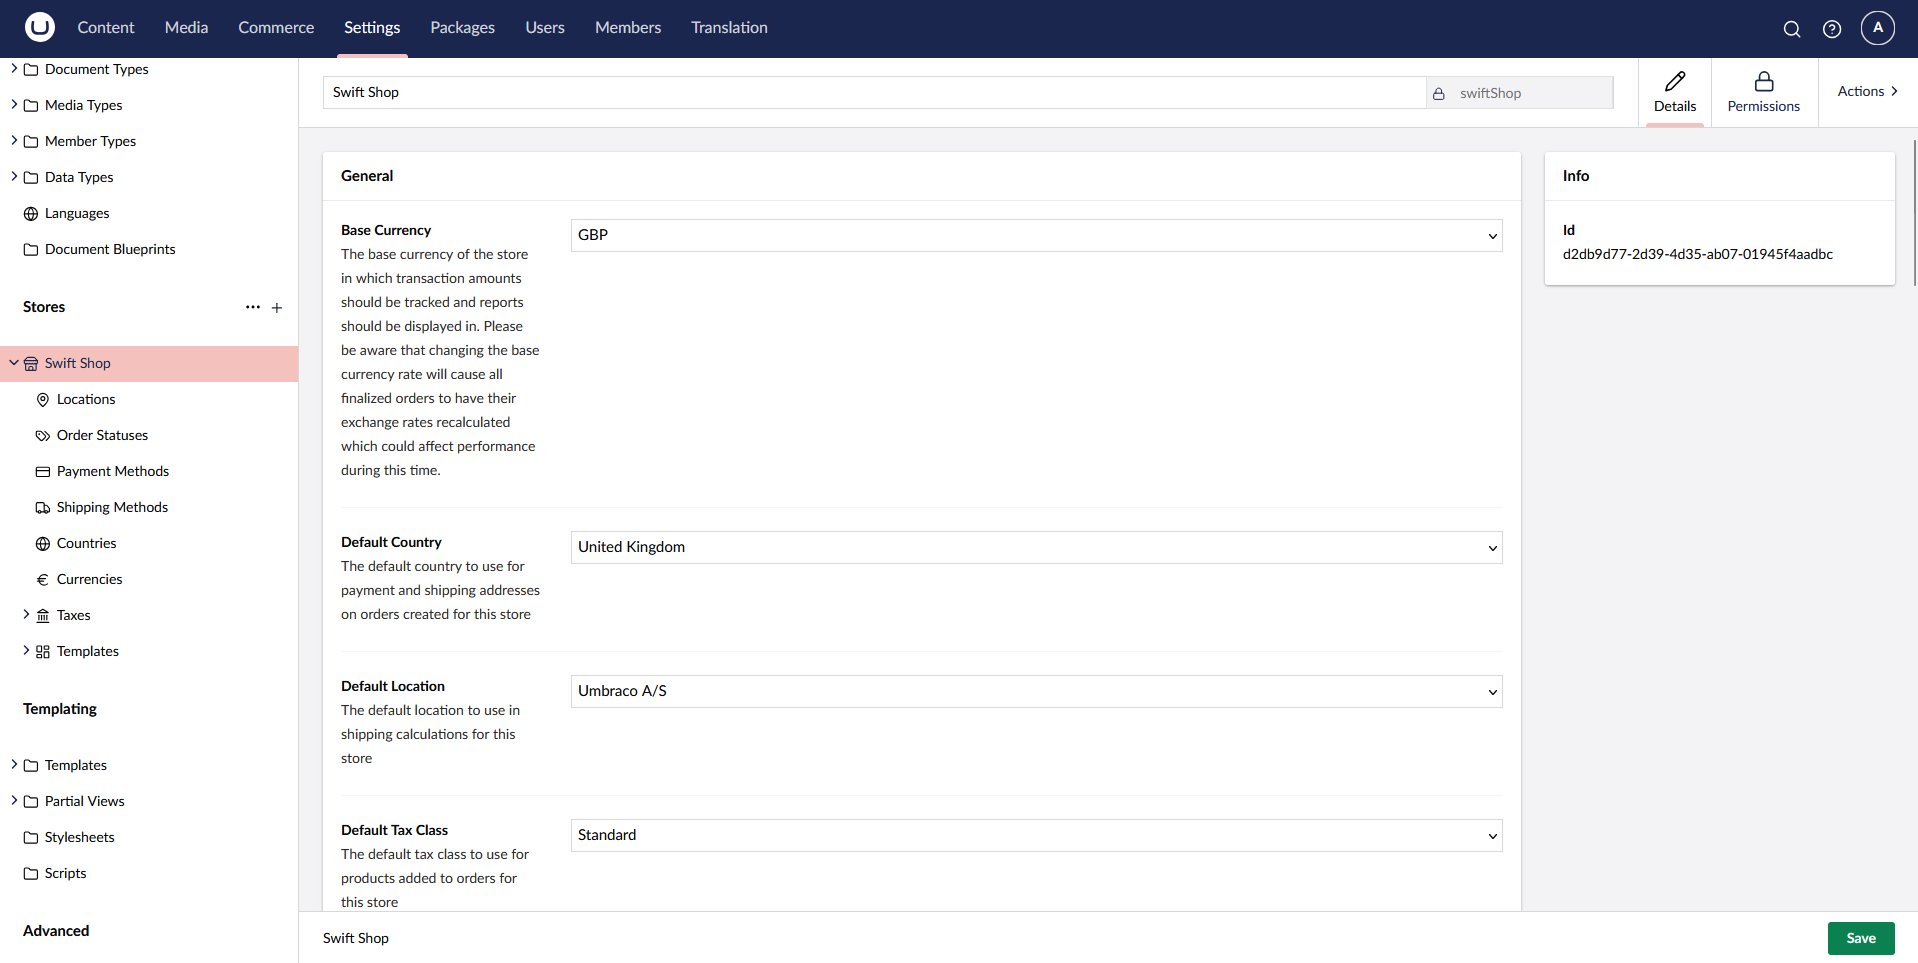 Content Media Commerce Settings Packages Users Members Translation
A
Document Types
Media Types
Member Types
Data Types
Languages
Document Blueprints
Stores
Swift Shop
Locations
Order Statuses
Payment Methods
Shipping Methods
Countries
Currencies
Taxes
Templates
Templating
Templates
Partial Views
Stylesheets
Scripts
Advanced
Swift Shop
swiftShop
Details
Permissions
Actions
General
Base Currency
The base currency of the store
in which transaction amounts
should be tracked and reports
should be displayed in. Please
be aware that changing the base
currency rate will cause all
finalized orders to have their
exchange rates recalculated
which could affect performance
during this time.
GBP
Default Country
The default country to use for
payment and shipping addresses
on orders created for this store
United Kingdom
Default Location
The default location to use in
shipping calculations for this
store
Umbraco A/S
Default Tax Class
The default tax class to use for
products added to orders for
this store
Standard
Info
Id
d2db9d77-2d39-4d35-ab07-01945f4aadbc
Swift Shop
Save